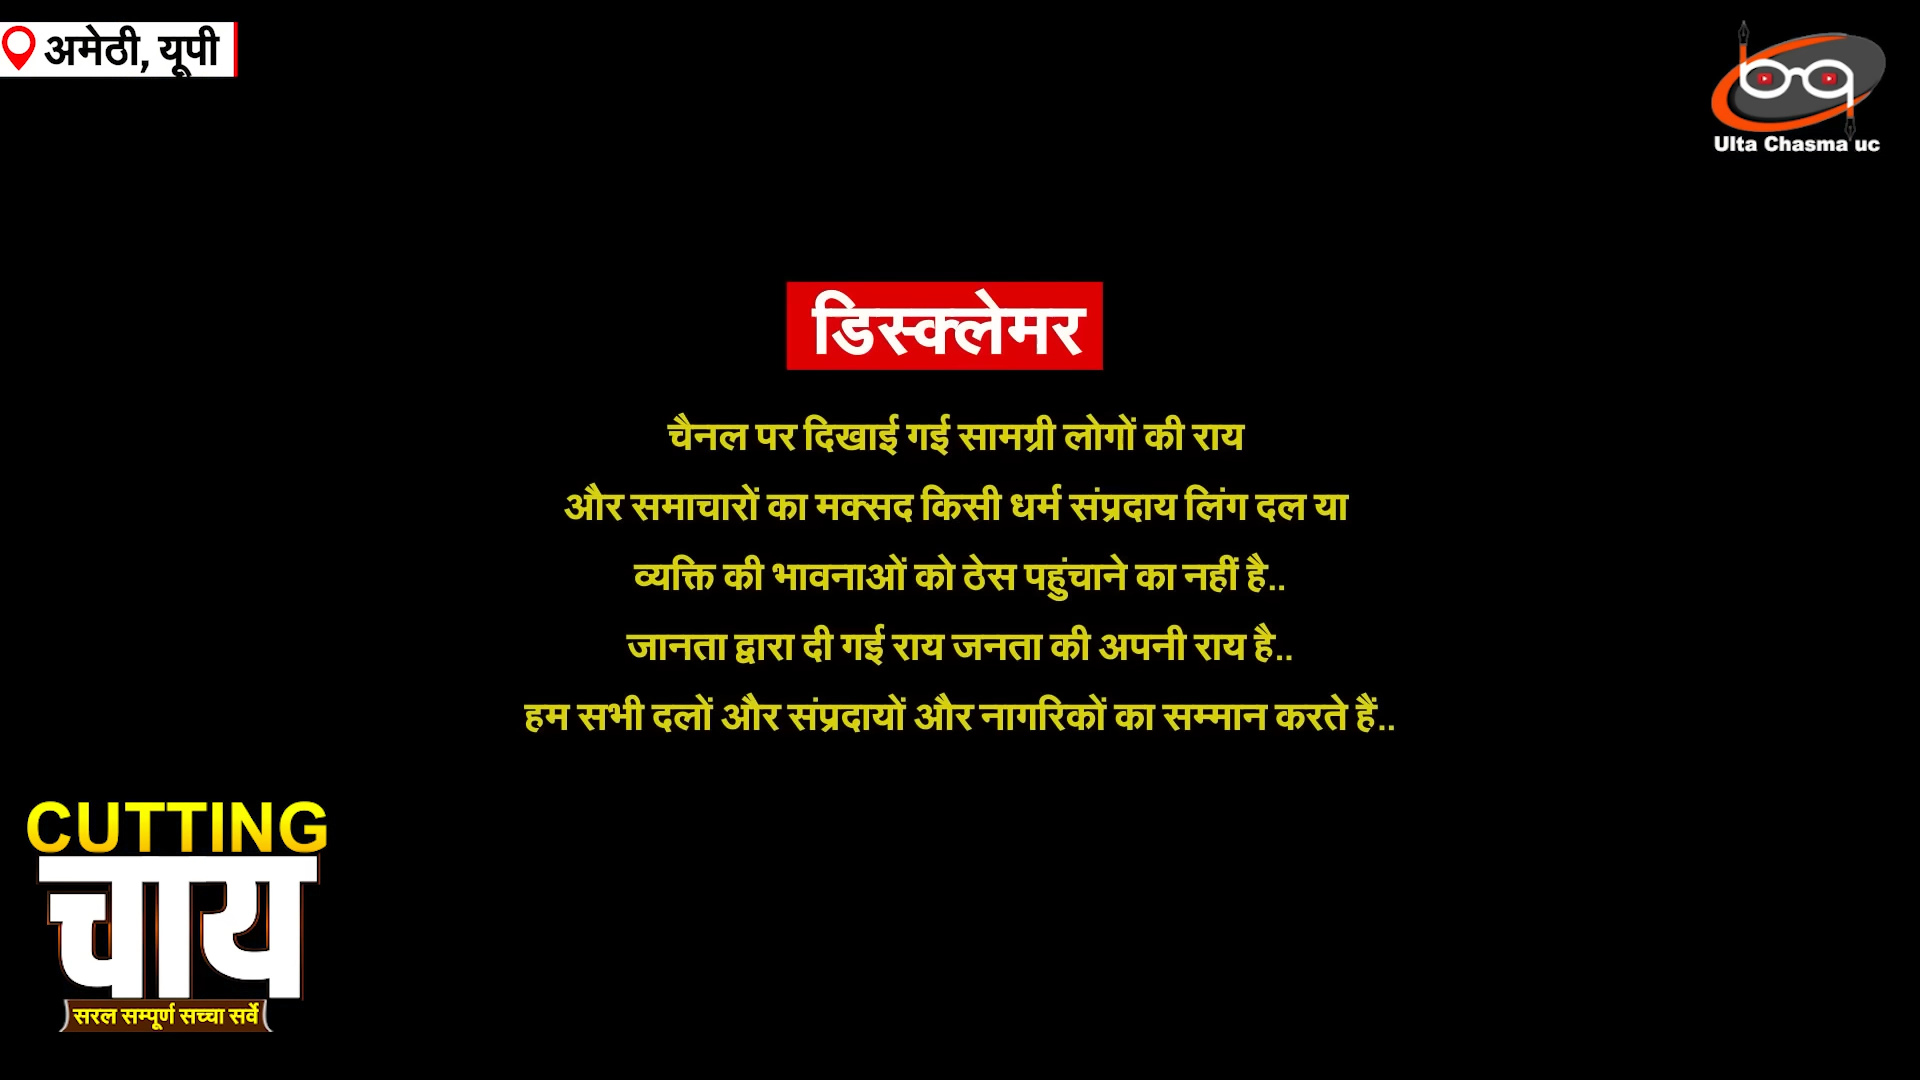 अमेठी, यूपी
Ulta Chasma uc
डिस्क्लेमर
चैनल पर दिखाई गई सामग्री लोगों की राय
और समाचारों का मक्सद किसी धर्म संप्रदाय लिंग दल या
व्यक्ति की भावनाओं को ठेस पहुंचाने का नहीं है..
जानता द्वारा दी गई राय जनता की अपनी राय है..
हम सभी दलों और संप्रदायों और नागरिकों का सम्मान करते हैं..
CUTTING
चाय
सरल सम्पूर्ण सच्चा सर्वे